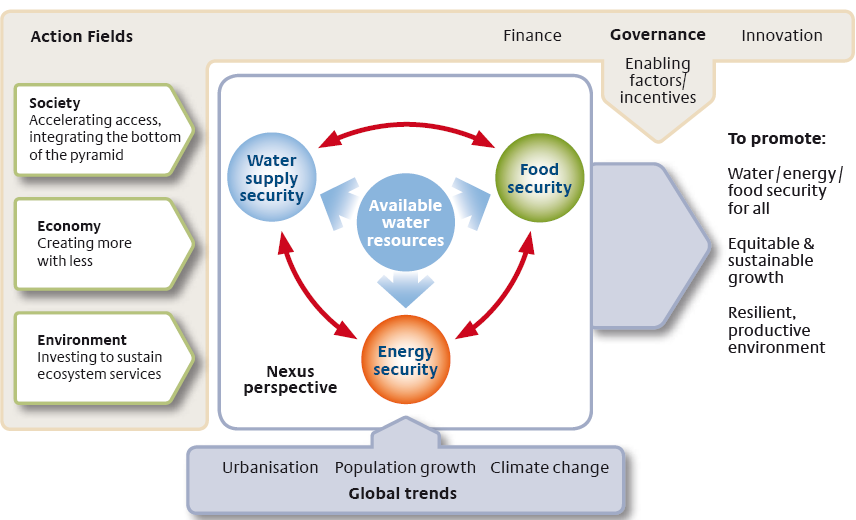 Action Fields
Finance
Governance
Innovation
Enabling
factors/
incentives
Society
Accelerating access,
integrating the bottom
of the pyramid
Economy
Creating more
with less
Environment
Investing to sustain
ecosystem services
Water
supply
security
Food
security
Available
water
resources
Energy
security
Nexus
perspective
To promote:
Water/energy/
food security
for all
Equitable &
sustainable
growth
Resilient,
productive
environment
Urbanisation Population growth Climate change
Global trends